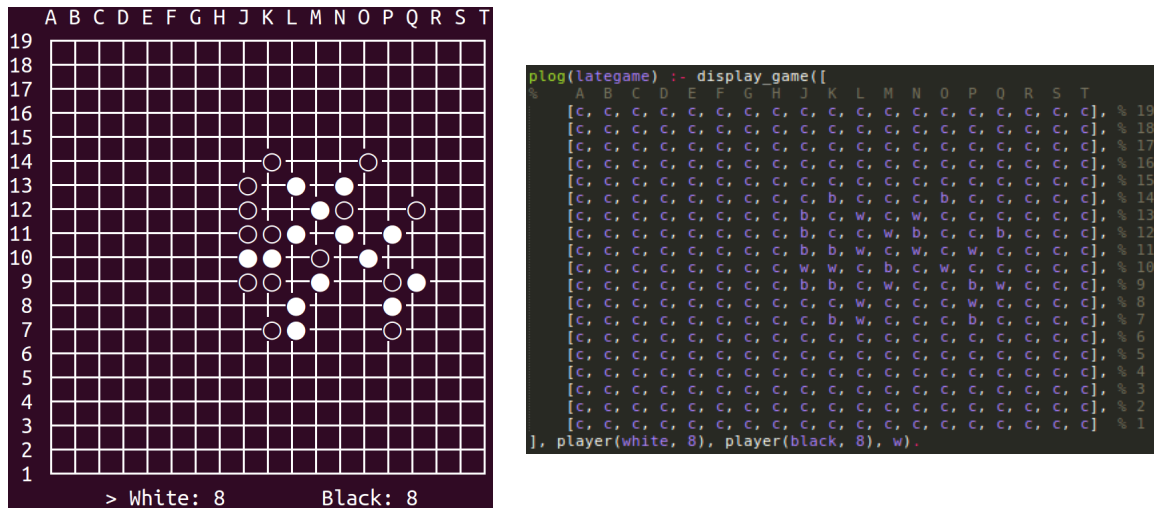 A B C D E F G H J K L M N O P Q R S T
19
18
17
16
15
14
13
12
11
10
9
8
7
6
5
4
3
2
1
> White: 8 Black: 8
plog(lategame) :- display_game([
% A B C D E F G H J K L M N O P Q R S T
[c, c, c, c, c, c, c, c, c, c, c, c, c, c, c, c, c, c, c], % 19
[c, c, c, c, c, c, c, c, c, c, c, c, c, c, c, c, c, c, c], % 18
[c, c, c, c, c, c, c, c, c, c, c, c, c, c, c, c, c, c, c], % 17
[c, c, c, c, c, c, c, c, c, c, c, c, c, c, c, c, c, c, c], % 16
[c, c, c, c, c, c, c, c, c, c, c, c, c, c, c, c, c, c, c], % 15
[c, c, c, c, c, c, c, c, c, b, c, c, c, b, c, c, c, c, c], % 14
[c, c, c, c, c, c, c, c, b, c, w, c, w, c, c, c, c, c, c], % 13
[c, c, c, c, c, c, c, c, b, c, c, w, b, c, c, b, c, c, c], % 12
[c, c, c, c, c, c, c, c, b, b, w, c, w, c, w, c, c, c, c], % 11
[c, c, c, c, c, c, c, c, w, w, c, b, c, w, c, c, c, c, c], % 10
[c, c, c, c, c, c, c, c, b, b, c, w, c, c, b, w, c, c, c], % 9
[c, c, c, c, c, c, c, c, c, c, w, c, c, c, w, c, c, c, c], % 8
[c, c, c, c, c, c, c, c, c, b, w, c, c, c, b, c, c, c, c], % 7
[c, c, c, c, c, c, c, c, c, c, c, c, c, c, c, c, c, c, c], % 6
[c, c, c, c, c, c, c, c, c, c, c, c, c, c, c, c, c, c, c], % 5
[c, c, c, c, c, c, c, c, c, c, c, c, c, c, c, c, c, c, c], % 4
[c, c, c, c, c, c, c, c, c, c, c, c, c, c, c, c, c, c, c], % 3
[c, c, c, c, c, c, c, c, c, c, c, c, c, c, c, c, c, c, c], % 2
[c, c, c, c, c, c, c, c, c, c, c, c, c, c, c, c, c, c, c] % 1
], player(white, 8), player(black, 8), w).